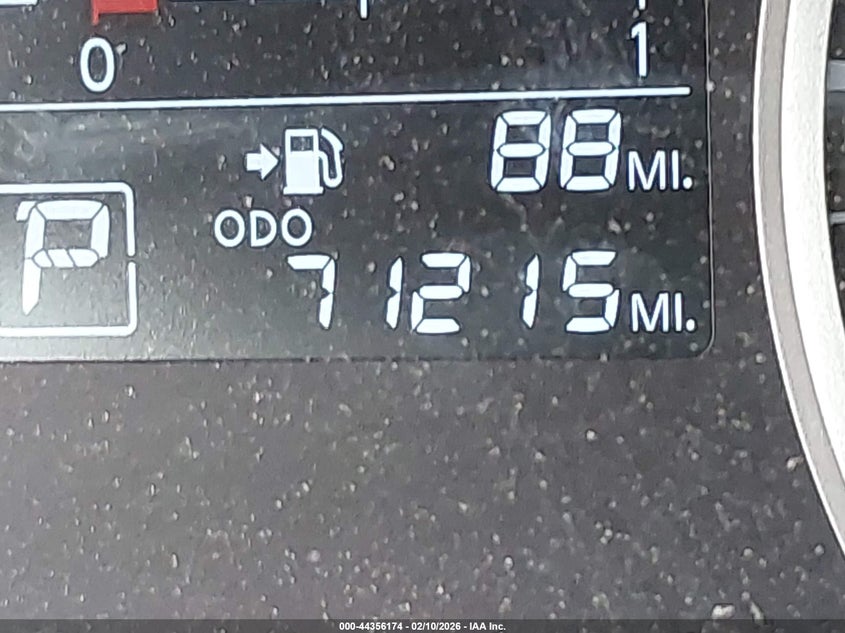 0 1
88 MI.
P
ODO
71215 MI.
000-44356174 - 02/10/2026 - IAA Inc.